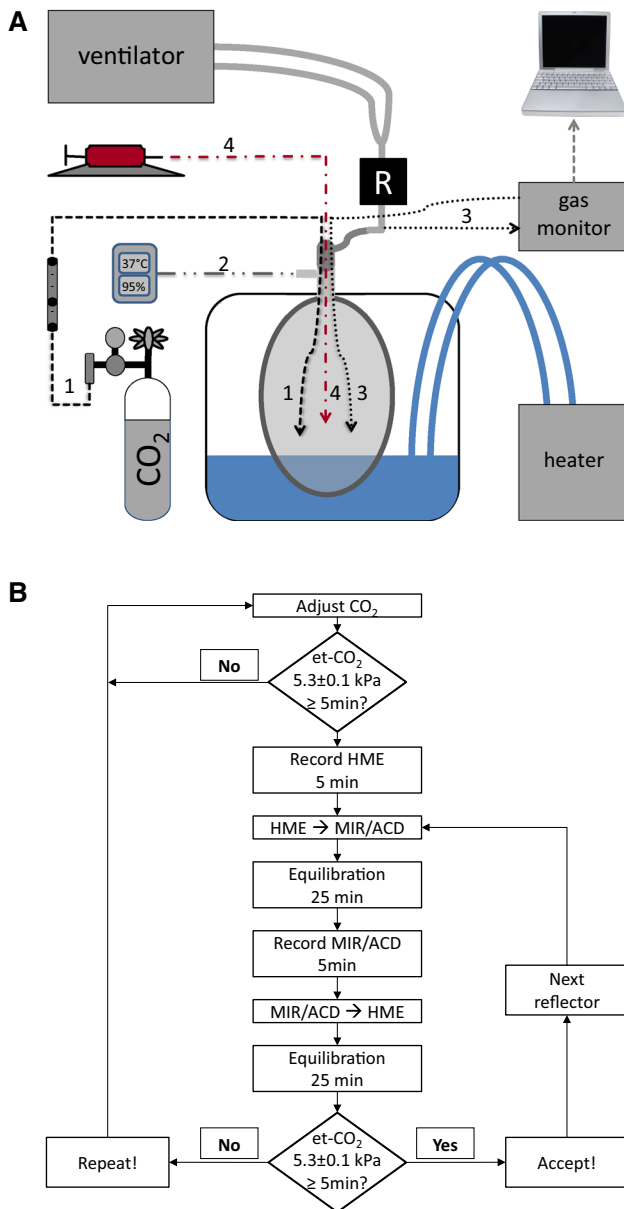 A
ventilator
4
R
3
gas
monitor
37°C
95%
2
1
1
4
3
CO₂
heater
B
Adjust CO₂
et-CO₂
5.3±0.1 kPa
≥ 5min?
No
Record HME
5 min
HME → MIR/ACD
Equilibration
25 min
Record MIR/ACD
5min
MIR/ACD → HME
Equilibration
25 min
Next
reflector
et-CO₂
5.3±0.1 kPa
≥ 5min?
No
Yes
Repeat!
Accept!